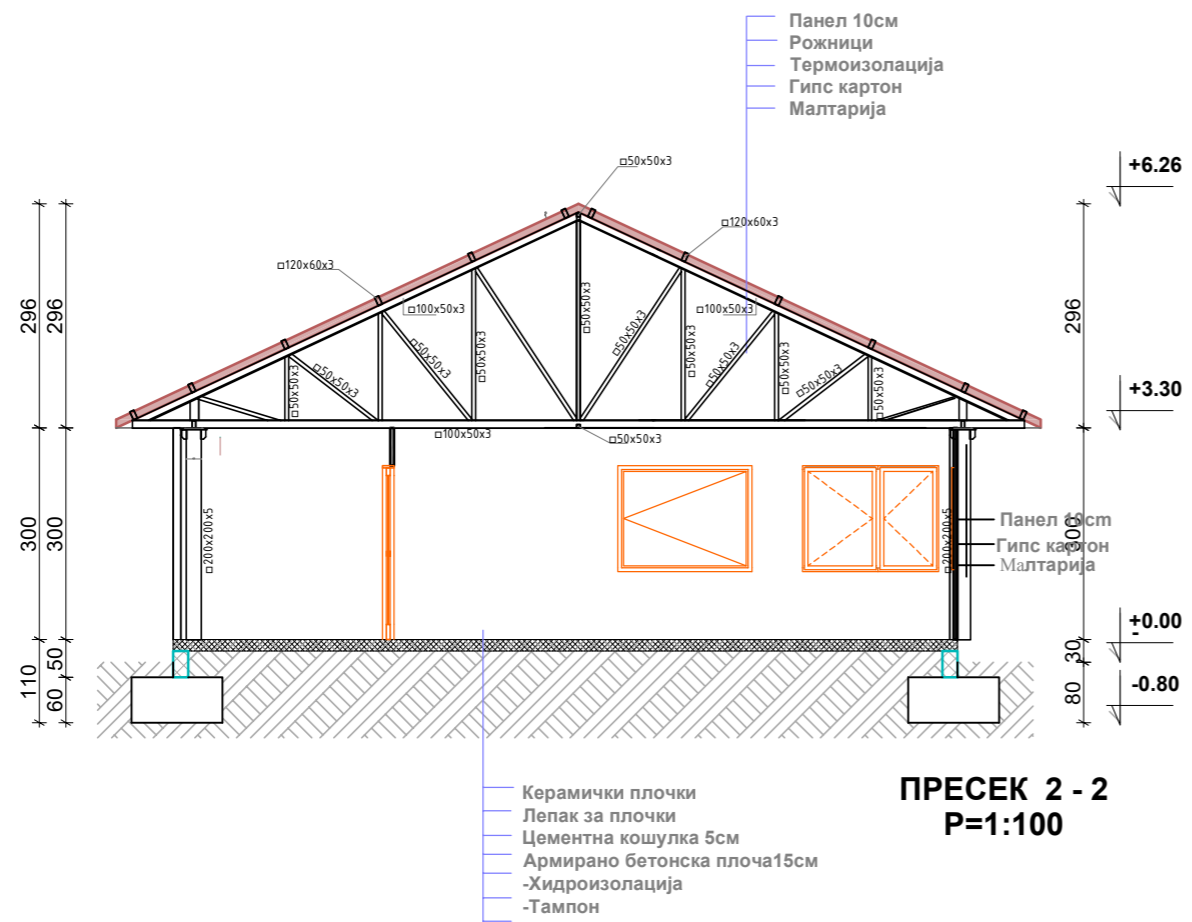 Панел 10см
Рожници
Термоизолација
Гипс картон
Малтарија
□50x50x3
+6.26
□120x60x3
□120x60x3
□100x50x3
□100x50x3
□50x50x3
□50x50x3
□50x50x3
□50x50x3
□50x50x3
□50x50x3
□50x50x3
□50x50x3
□50x50x3
□50x50x3
□50x50x3
□50x50x3
296
296
296
+3.30
□100x50x3
□50x50x3
300
300
□200x200x5
□200x200x5
300
Панел 10cm
Гипс картон
Малтарија
+0.00
-
110
50
60
30
80
-0.80
ПРЕСЕК 2 - 2
Р=1:100
Керамички плочки
Лепак за плочки
Цементна кошулка 5см
Армирано бетонска плоча15см
-Хидроизолација
-Тампон